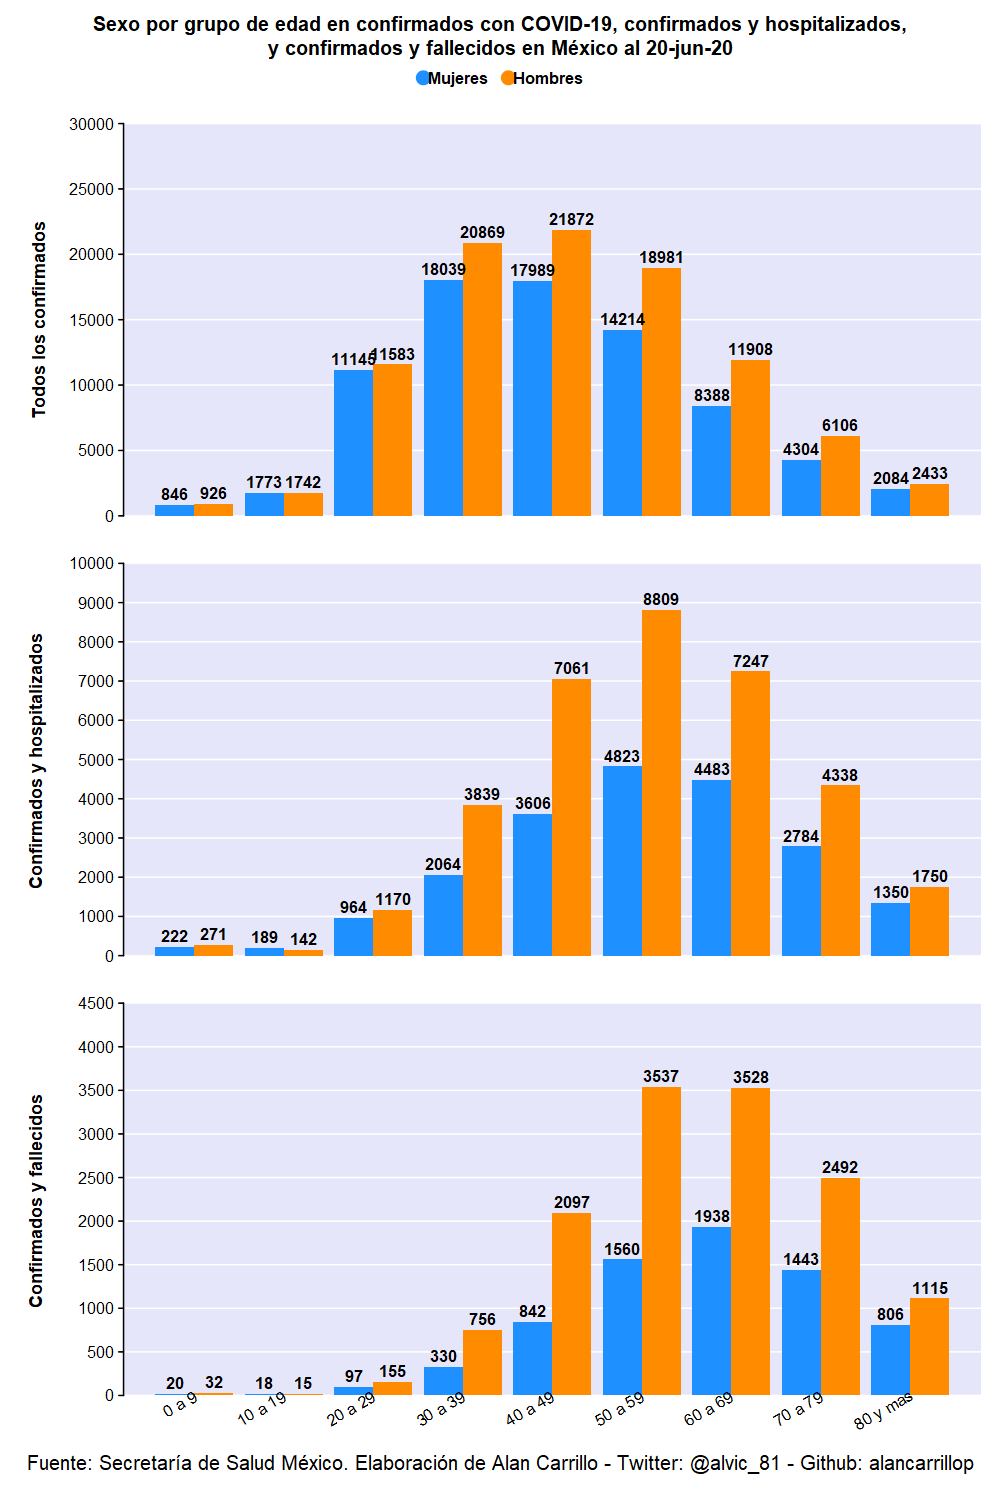 Sexo por grupo de edad en confirmados con COVID-19, confirmados y hospitalizados,
y confirmados y fallecidos en México al 20-jun-20
Mujeres Hombres
Todos los confirmados
30000
25000
20000
15000
10000
5000
0
846 926 1773 1742 11145 11583 18039 20869 17989 21872 14214 18981 8388 11908 4304 6106 2084 2433
Confirmados y hospitalizados
10000
9000
8000
7000
6000
5000
4000
3000
2000
1000
0
222 271 189 142 964 1170 2064 3839 3606 7061 4823 8809 4483 7247 2784 4338 1350 1750
Confirmados y fallecidos
4500
4000
3500
3000
2500
2000
1500
1000
500
0
20 32 18 15 97 155 330 756 842 2097 1560 3537 1938 3528 1443 2492 806 1115
0 a 9 10 a 19 20 a 29 30 a 39 40 a 49 50 a 59 60 a 69 70 a 79 80 y mas
Fuente: Secretaría de Salud México. Elaboración de Alan Carrillo - Twitter: @alvic_81 - Github: alancarrillop